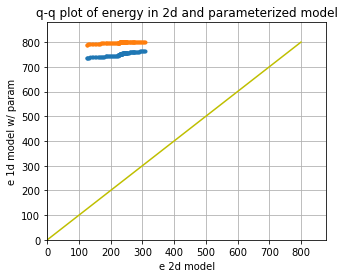 q-q plot of energy in 2d and parameterized model
e 1d model w/ param
800
700
600
500
400
300
200
100
0
0 100 200 300 400 500 600 700 800
e 2d model